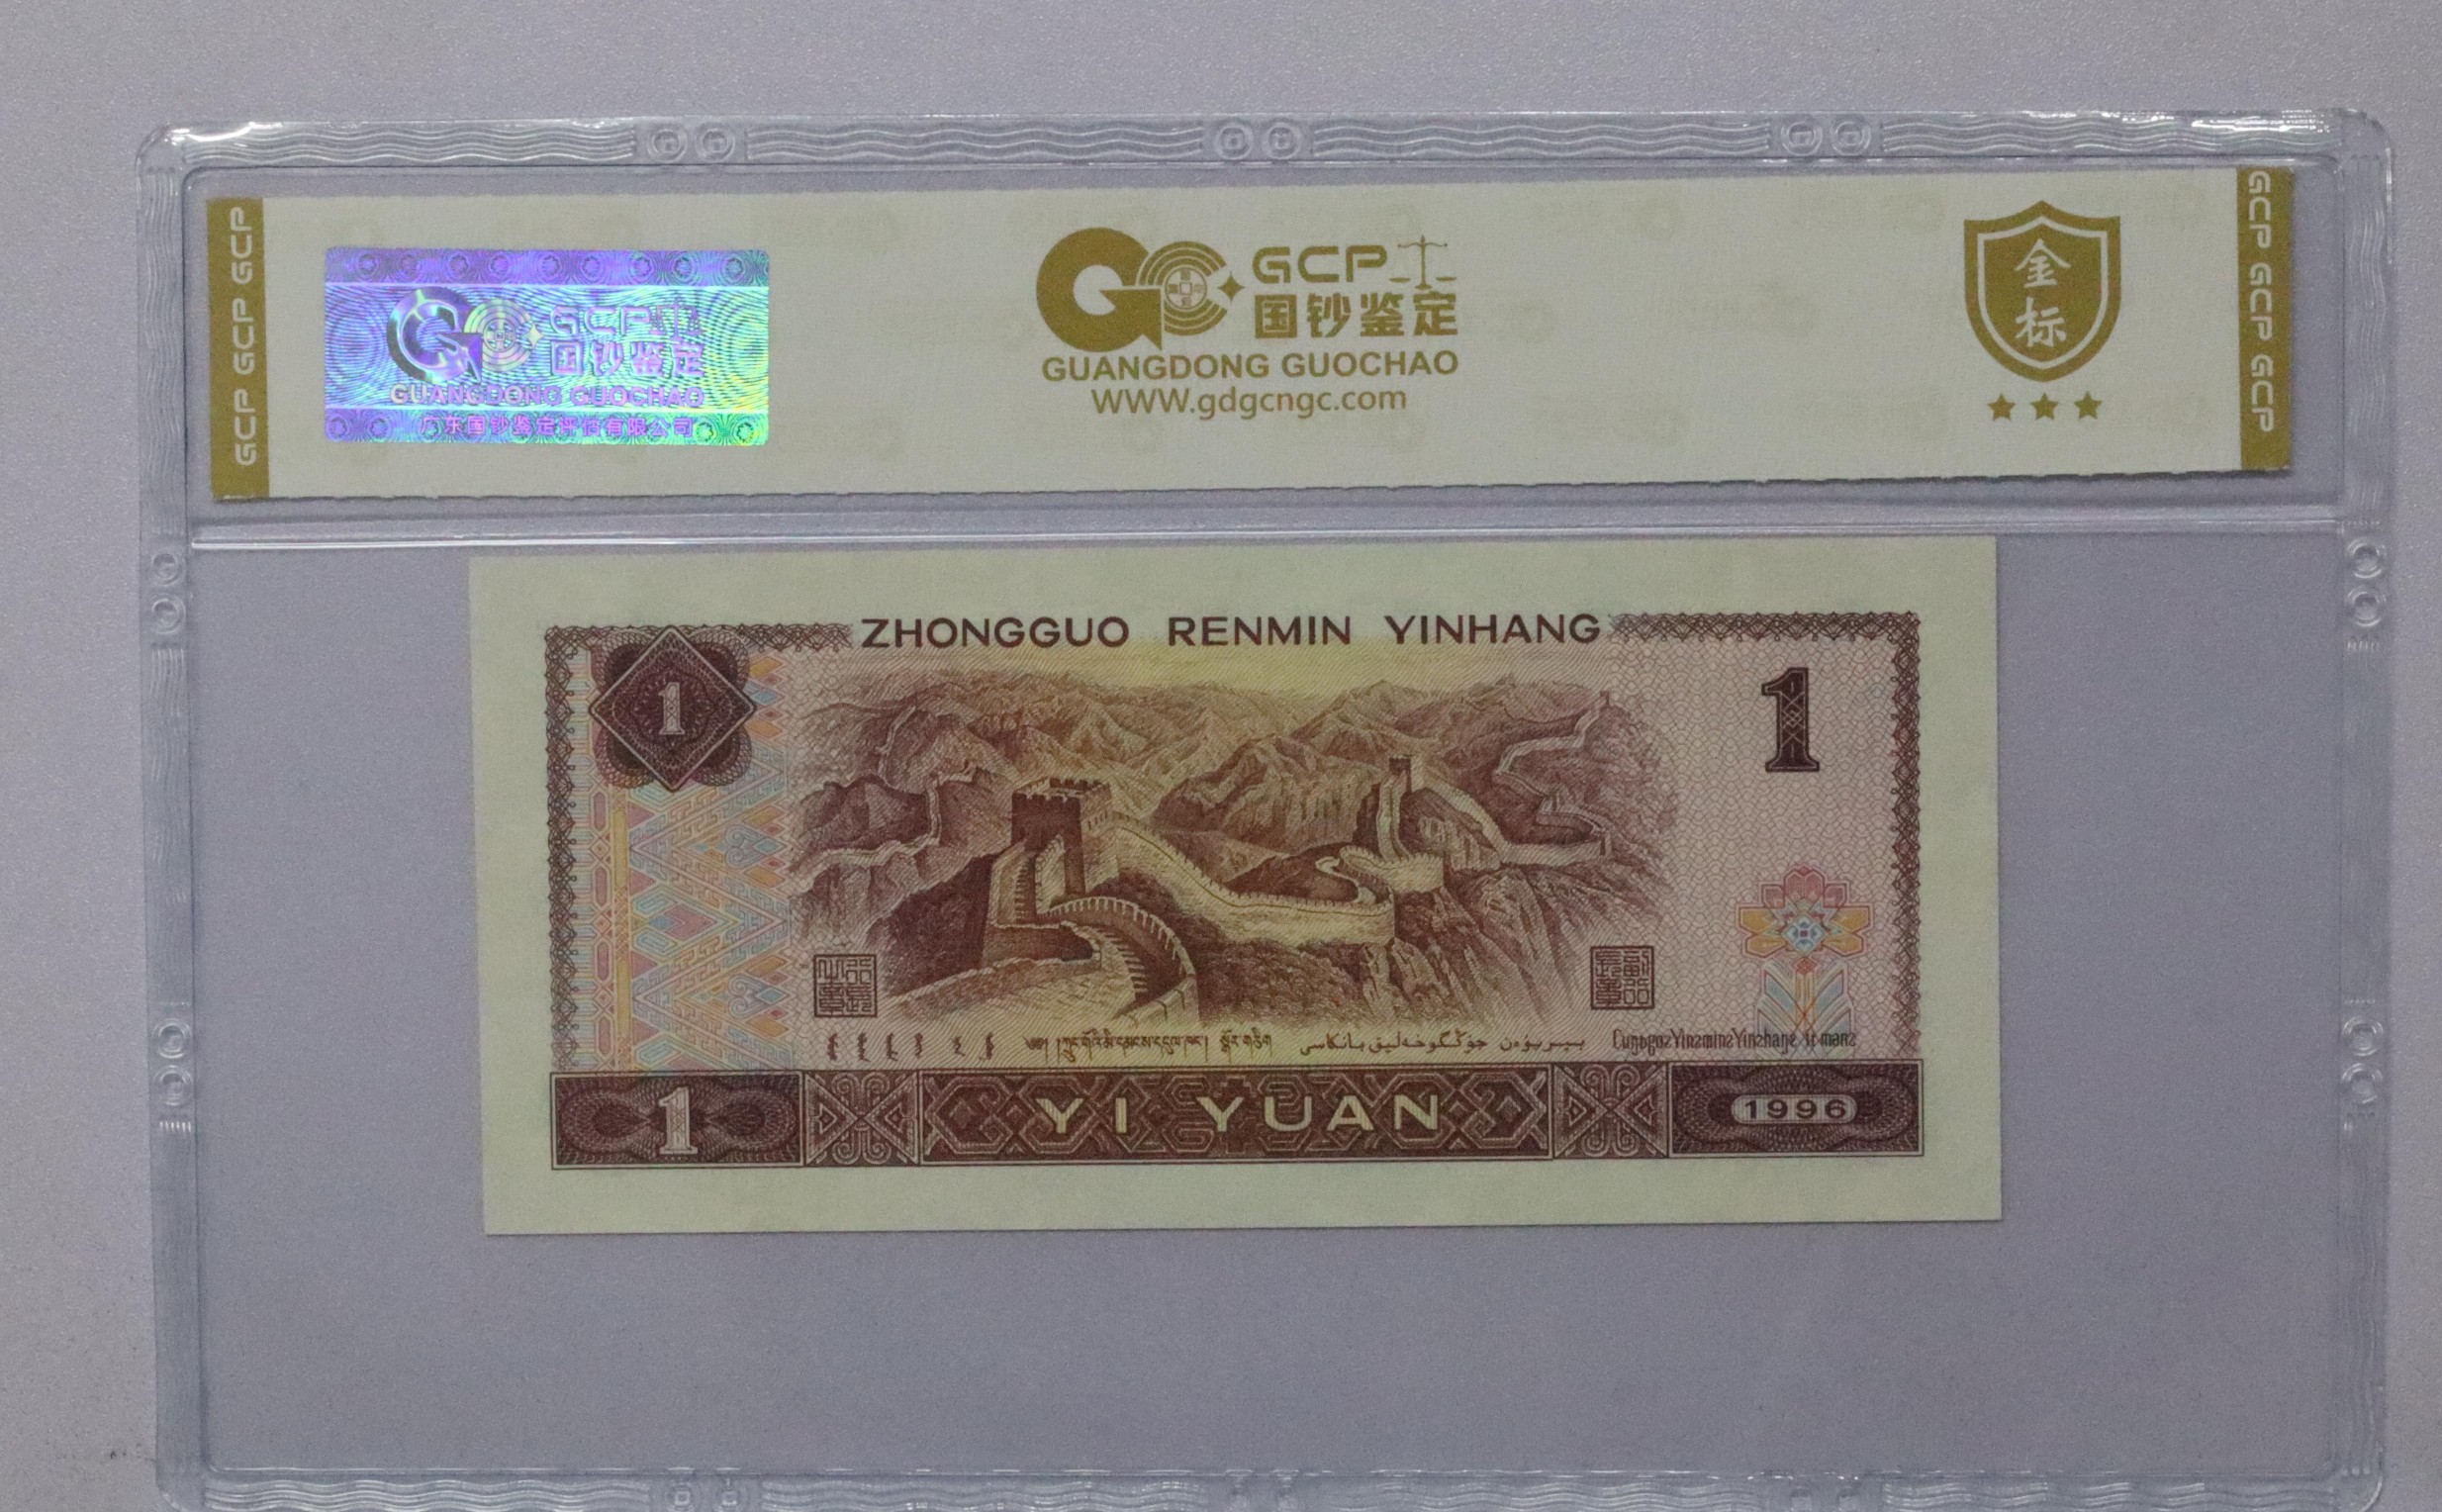 GCP GCP GCP
GCP
国钞鉴定
GUANGDONG GUOCHAO
广东国钞鉴定评估有限公司
GCP
国钞鉴定
GUANGDONG GUOCHAO
WWW.gdgcngc.com
金
标
GCP GCP GCP
ZHONGGUO RENMIN YINHANG
1
1
1
YI YUAN
1996